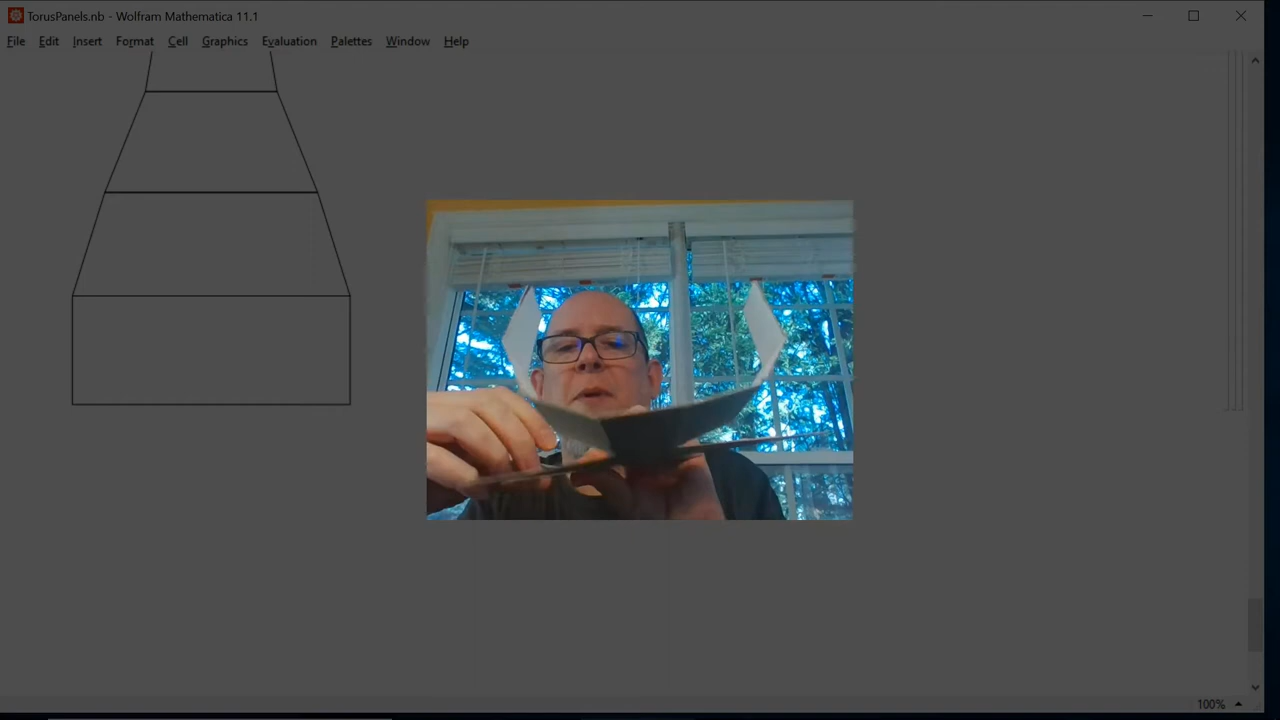 TorusPanels.nb - Wolfram Mathematica 11.1
File Edit Insert Format Cell Graphics Evaluation Palettes Window Help
100%